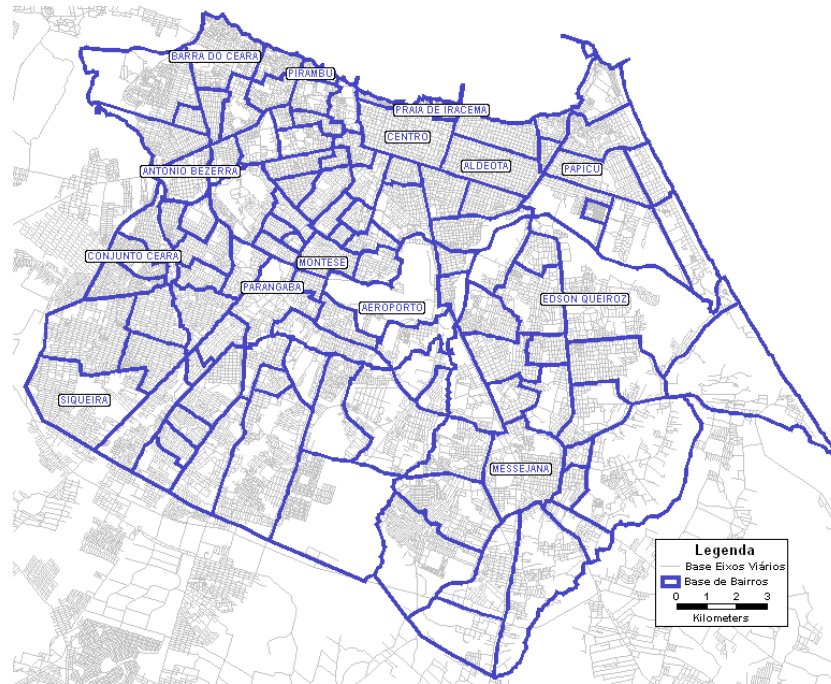 BARRA DO CEARA
PIRAMBU
PRAIA DE IRACEMA
CENTRO
ALDEOTA
PAPICU
ANTONIO BEZERRA
CONJUNTO CEARA
MONTESE
PARANGABA
AEROPORTO
EDSON QUEIROZ
SIQUEIRA
MESSEJANA
Legenda
Base Eixos Viários
Base de Bairros
0 1 2 3
Kilometers